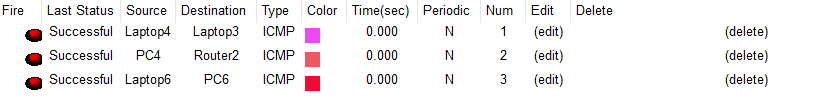 Fire Last Status Source Destination Type Color Time(sec) Periodic Num Edit Delete
Successful Laptop4 Laptop3 ICMP 0.000 N 1 (edit) (delete)
Successful PC4 Router2 ICMP 0.000 N 2 (edit) (delete)
Successful Laptop6 PC6 ICMP 0.000 N 3 (edit) (delete)